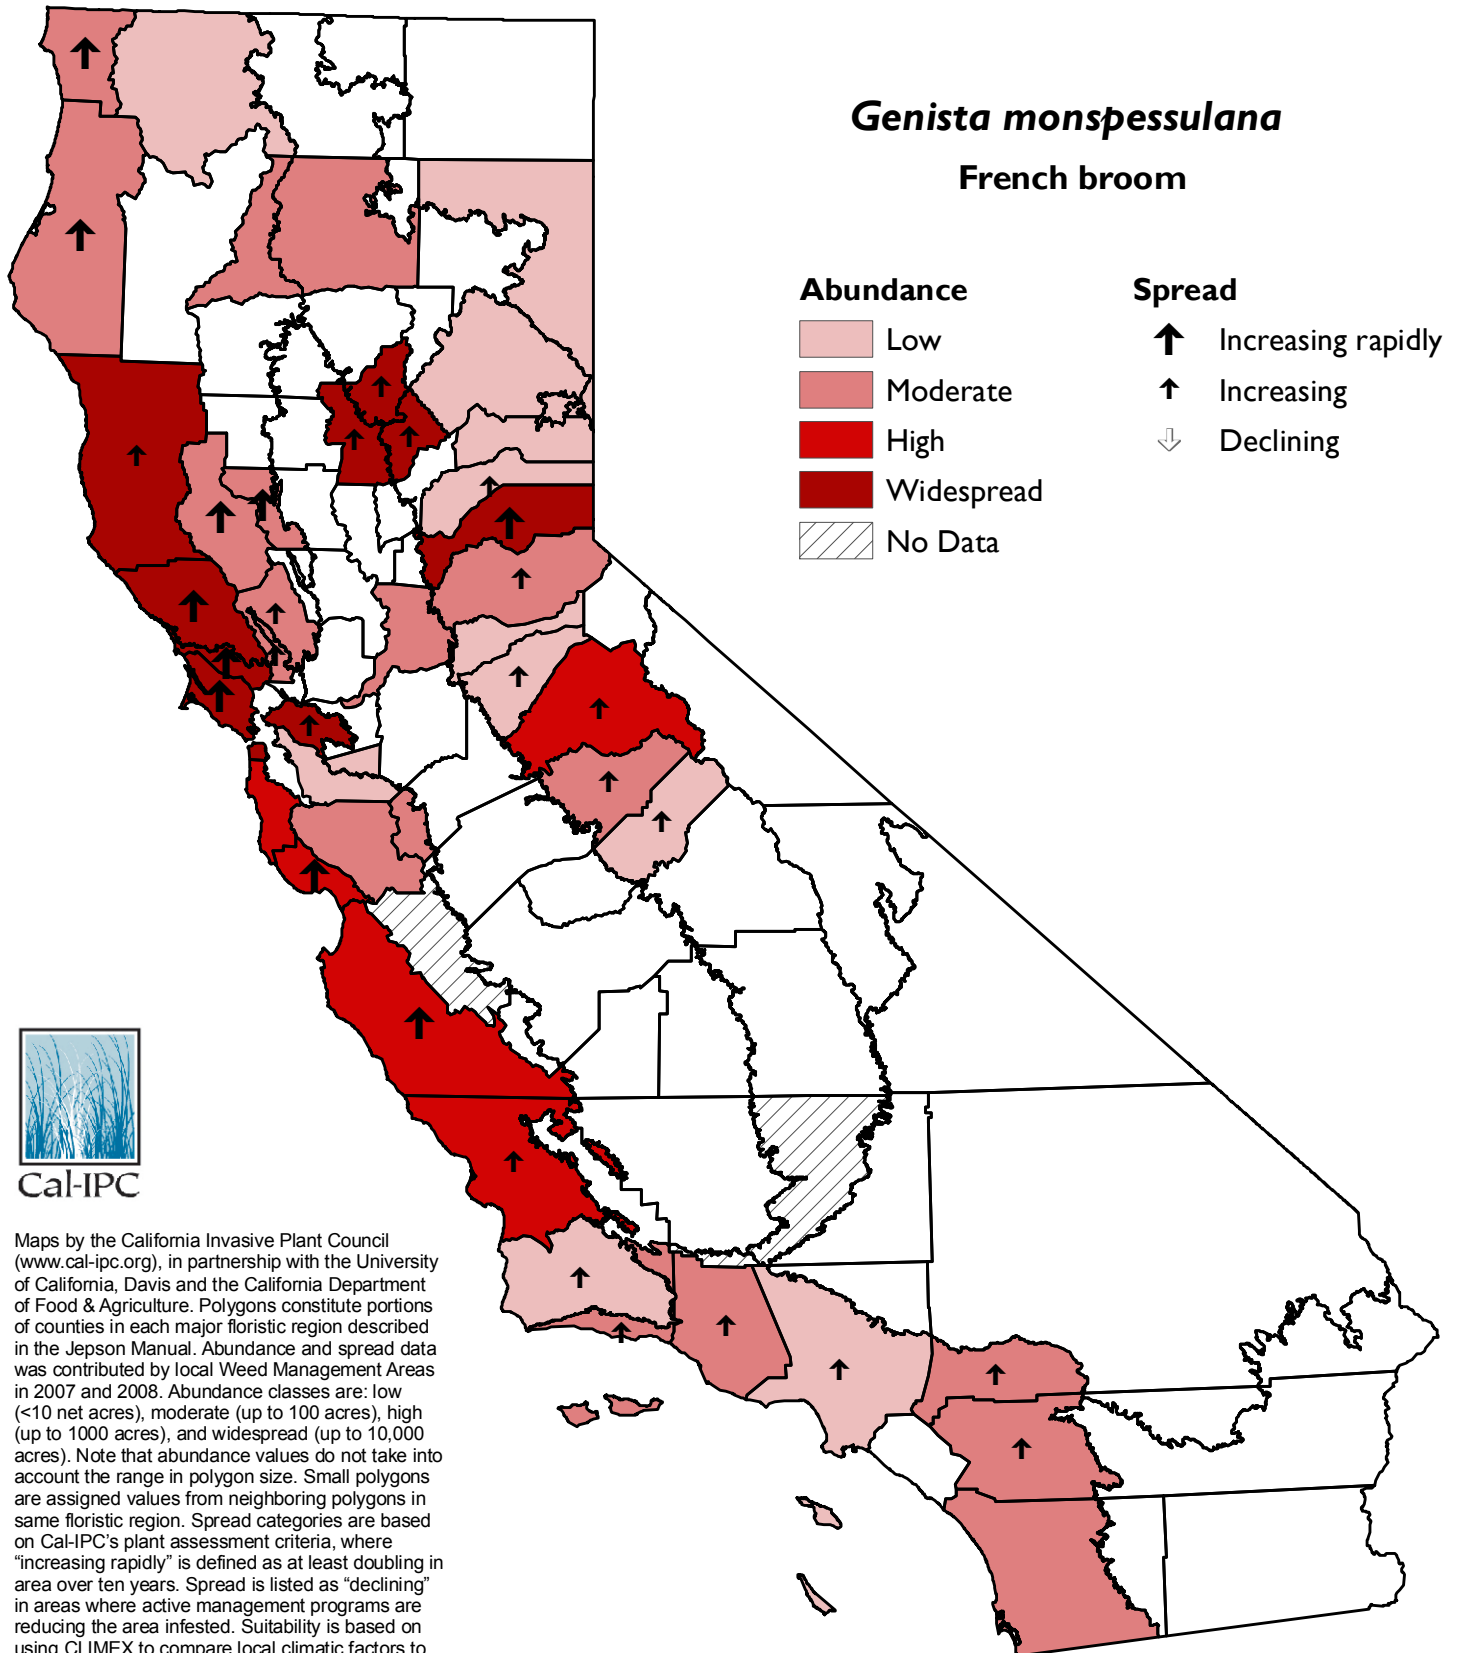 Genista monspessulana
French broom
Abundance
Low
Moderate
High
Widespread
No Data
Spread
Increasing rapidly
Increasing
Declining
Cal-IPC
Maps by the California Invasive Plant Council
(www.cal-ipc.org), in partnership with the University
of California, Davis and the California Department
of Food & Agriculture. Polygons constitute portions
of counties in each major floristic region described
in the Jepson Manual. Abundance and spread data
was contributed by local Weed Management Areas
in 2007 and 2008. Abundance classes are: low
(<10 net acres), moderate (up to 100 acres), high
(up to 1000 acres), and widespread (up to 10,000
acres). Note that abundance values do not take into
account the range in polygon size. Small polygons
are assigned values from neighboring polygons in
same floristic region. Spread categories are based
on Cal-IPC’s plant assessment criteria, where
“increasing rapidly” is defined as at least doubling in
area over ten years. Spread is listed as “declining”
in areas where active management programs are
reducing the area infested. Suitability is based on
using CLIMEX to compare local climatic factors to